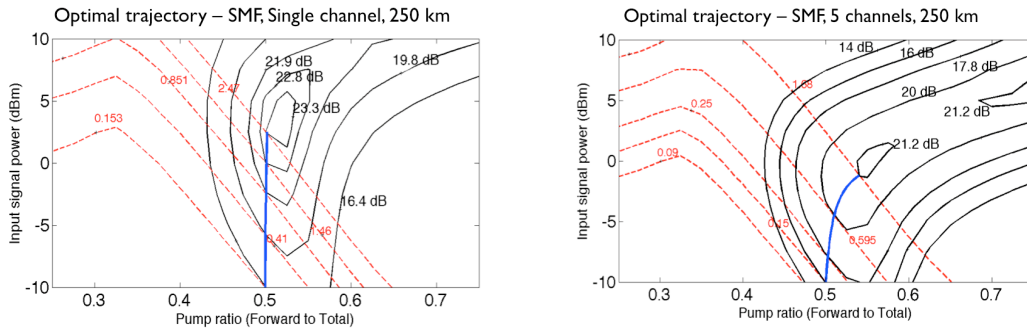 Optimal trajectory – SMF, Single channel, 250 km
10
5
0
-5
-10
0.3
0.4
0.5
0.6
0.7
Input signal power (dBm)
Pump ratio (Forward to Total)
0.153
0.851
2.47
0.41
1.46
21.9 dB
22.8 dB
23.3 dB
19.8 dB
16.4 dB
Optimal trajectory – SMF, 5 channels, 250 km
10
5
0
-5
-10
0.3
0.4
0.5
0.6
0.7
Input signal power (dBm)
Pump ratio (Forward to Total)
0.25
0.09
0.15
1.08
0.595
14 dB
16 dB
17.8 dB
20 dB
21.2 dB
21.2 dB